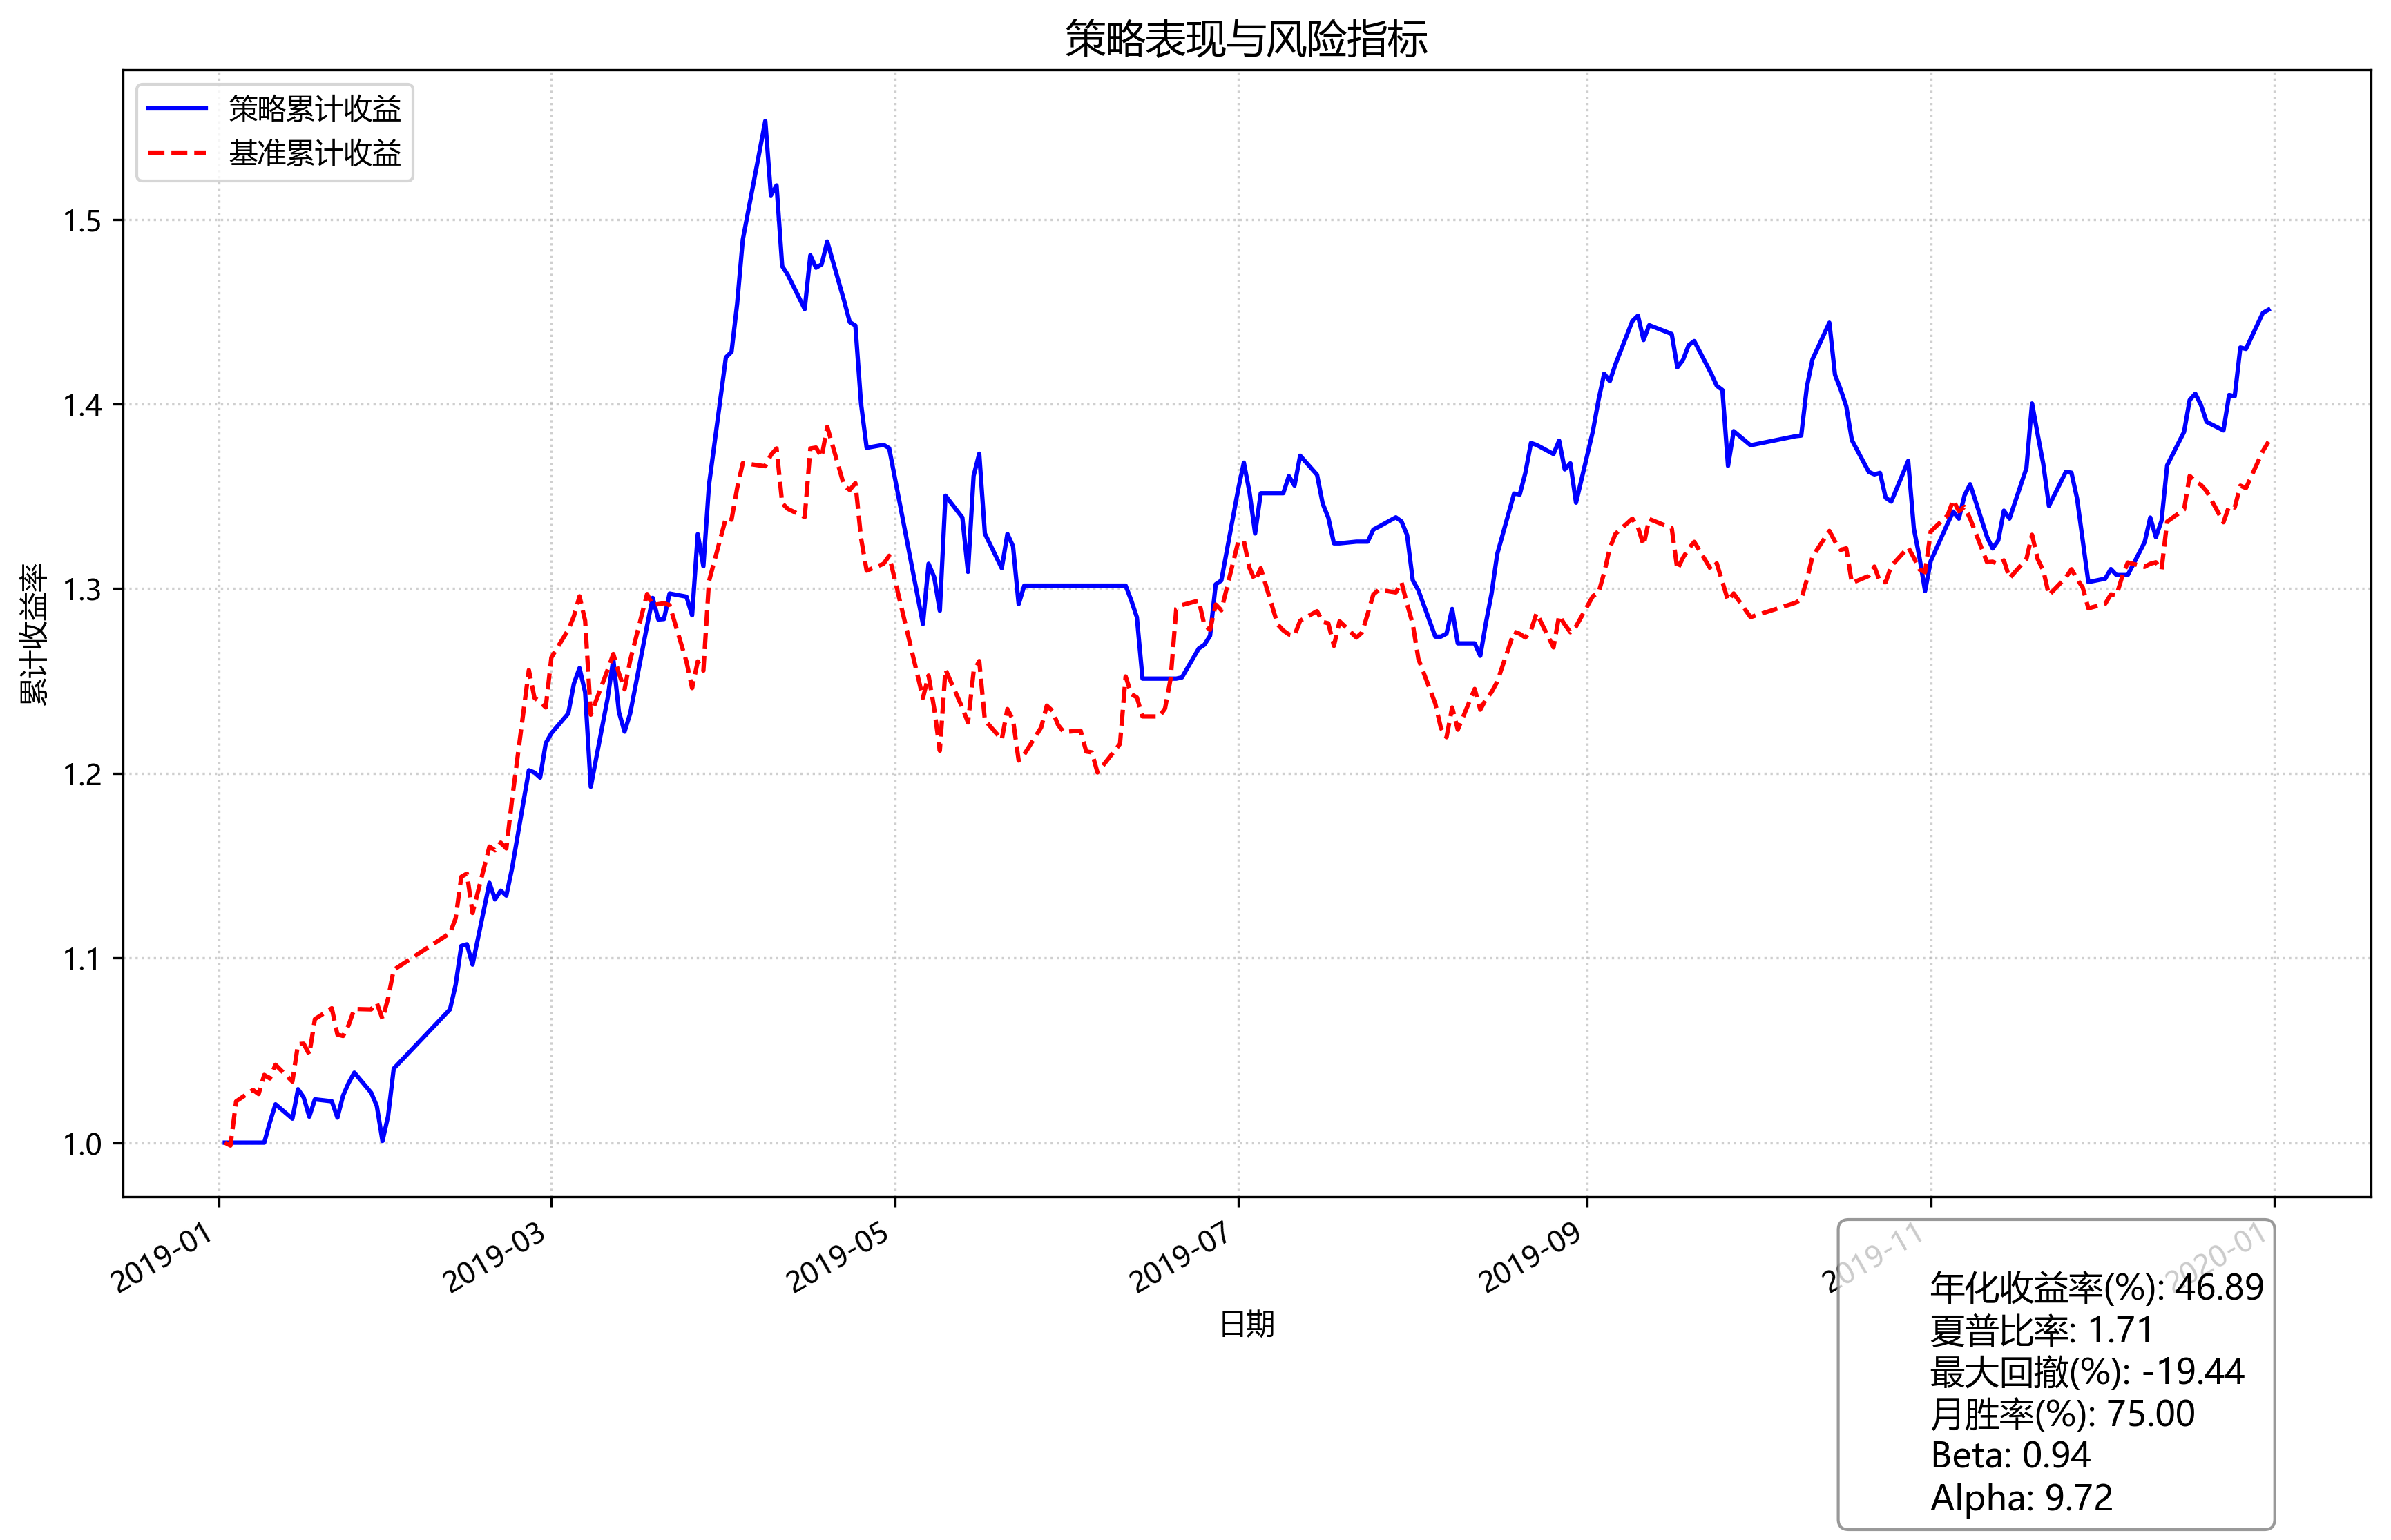 策略表现与风险指标
策略累计收益
基准累计收益
1.5
1.4
1.3
1.2
1.1
1.0
累计收益率
2019-01
2019-03
2019-05
2019-07
2019-09
2019-11
2020-01
日期
年化收益率(%): 46.89
夏普比率: 1.71
最大回撤(%): -19.44
月胜率(%): 75.00
Beta: 0.94
Alpha: 9.72